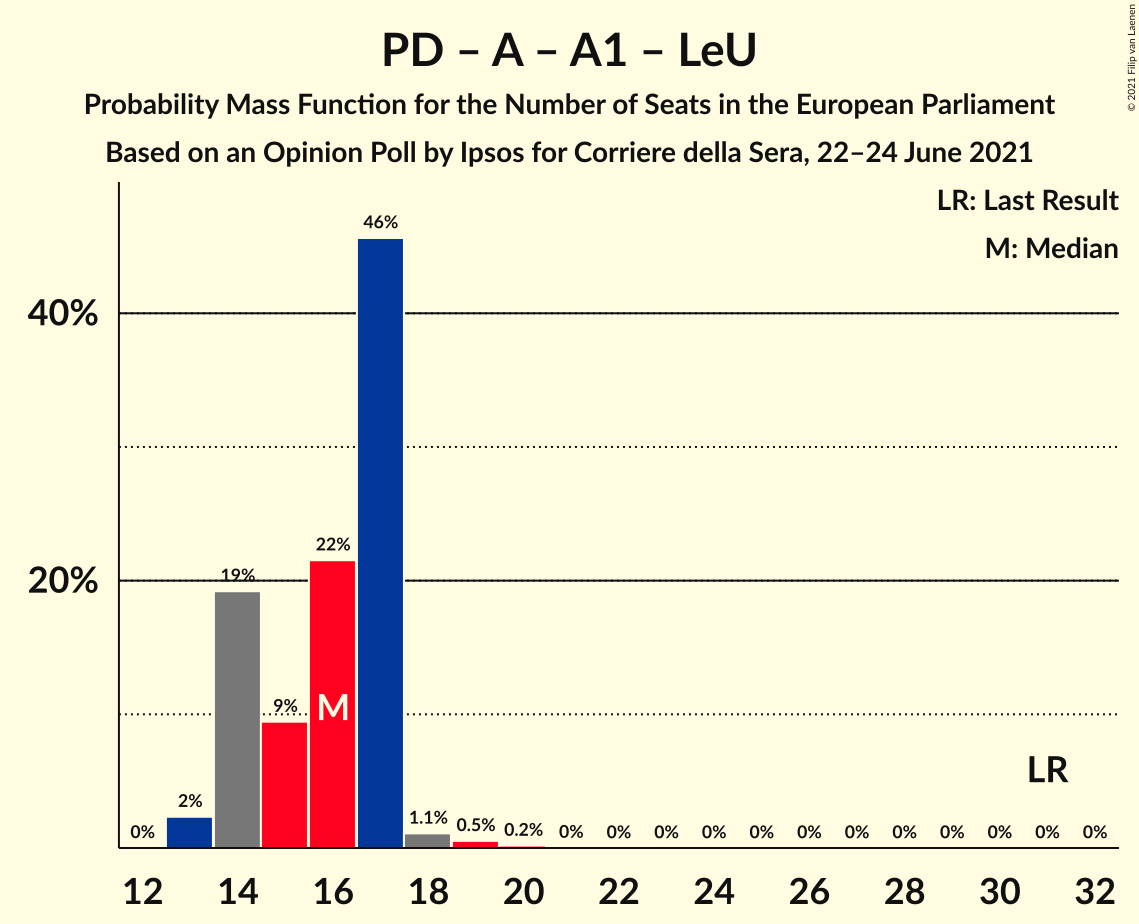 PD – A – A1 – LeU
Probability Mass Function for the Number of Seats in the European Parliament
Based on an Opinion Poll by Ipsos for Corriere della Sera, 22–24 June 2021
© 2021 Filip van Laenen
LR: Last Result
M: Median
40%
20%
0%
2%
19%
9%
22%
46%
1.1%
0.5%
0.2%
0%
0%
0%
0%
0%
0%
0%
0%
0%
0%
0%
0%
M
LR
12 14 16 18 20 22 24 26 28 30 32